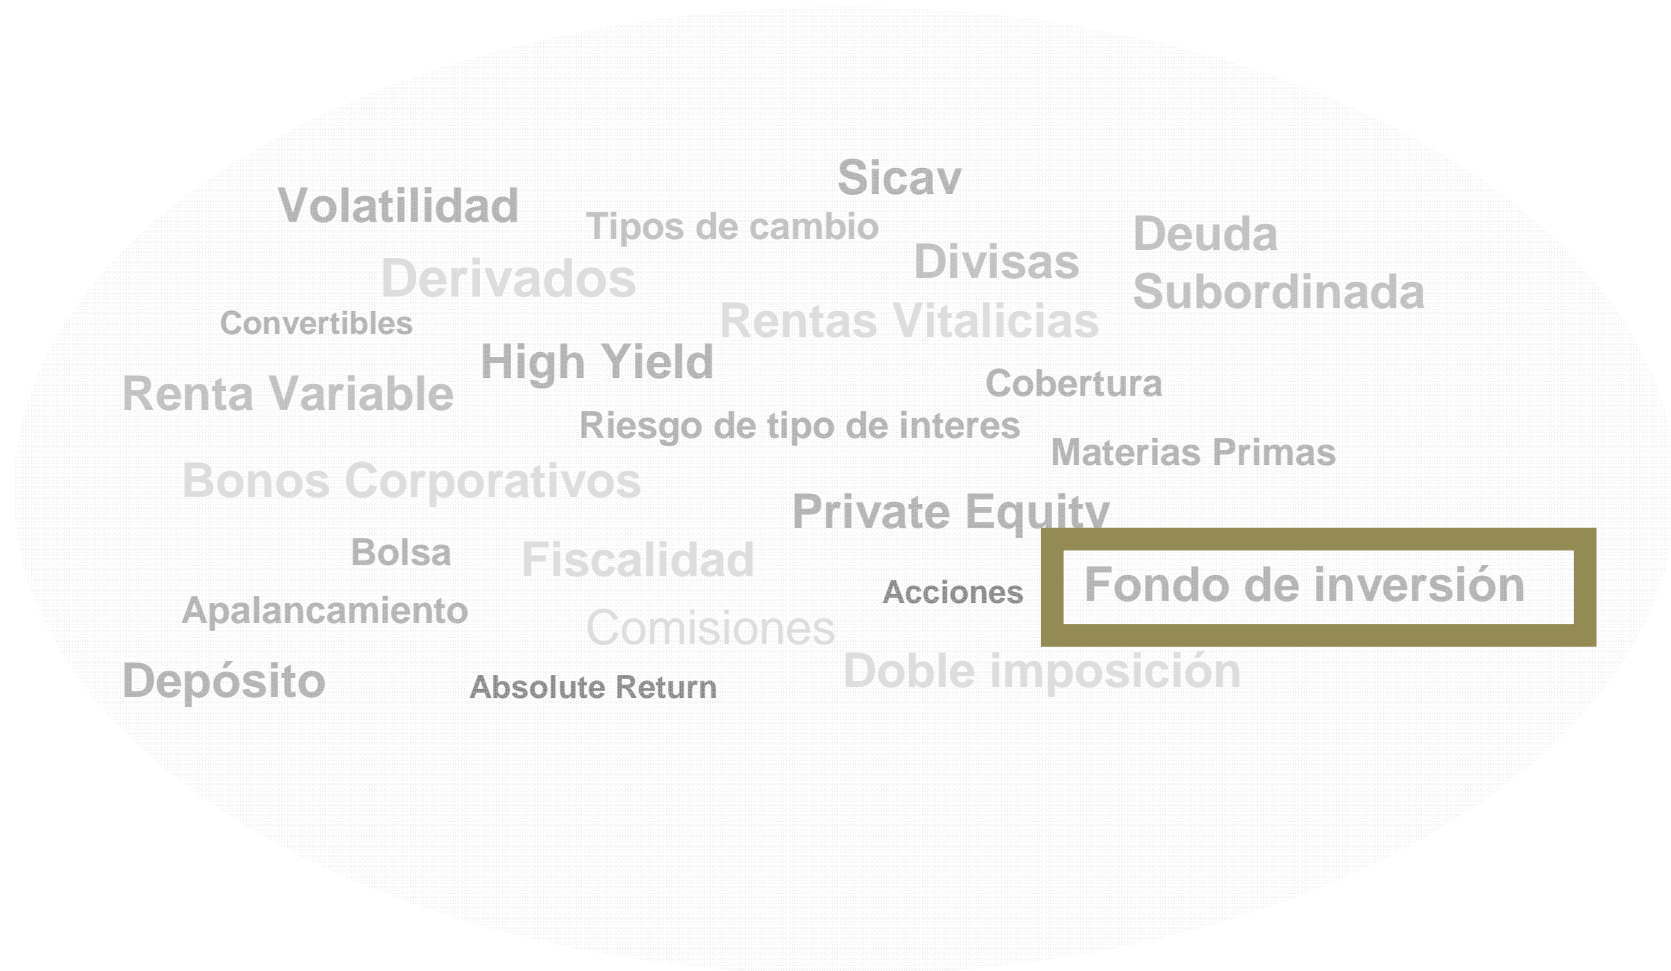 Sicav
Volatilidad
Tipos de cambio
Deuda
Subordinada
Divisas
Derivados
Rentas Vitalicias
Convertibles
High Yield
Cobertura
Renta Variable
Riesgo de tipo de interes
Materias Primas
Bonos Corporativos
Private Equity
Bolsa
Fiscalidad
Acciones
Fondo de inversión
Apalancamiento
Comisiones
Doble imposición
Depósito
Absolute Return